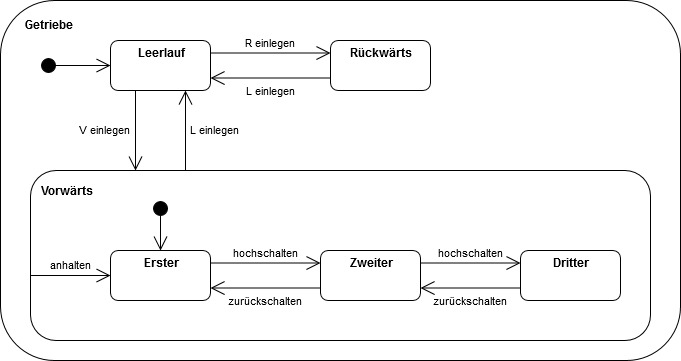 Getriebe
Leerlauf
R einlegen
Rückwärts
L einlegen
V einlegen
L einlegen
Vorwärts
anhalten
Erster
hochschalten
Zweiter
hochschalten
Dritter
zurückschalten
zurückschalten